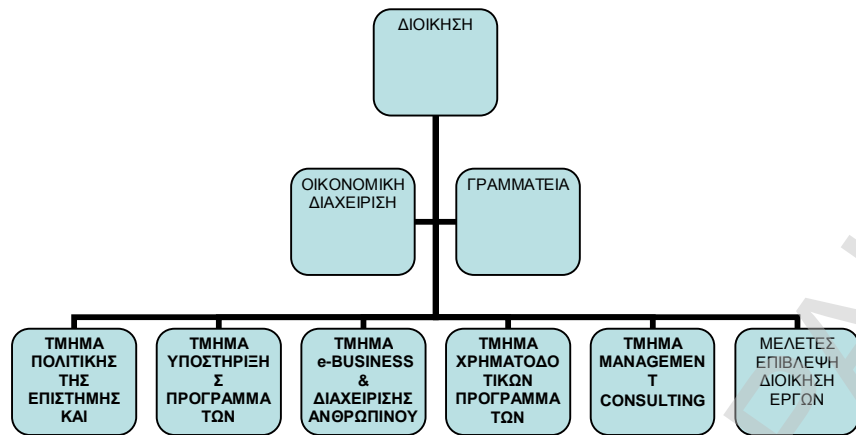 ΔΙΟΙΚΗΣΗ
ΟΙΚΟΝΟΜΙΚΗ
ΔΙΑΧΕΙΡΙΣΗ
ΓΡΑΜΜΑΤΕΙΑ
ΤΜΗΜΑ
ΠΟΛΙΤΙΚΗΣ
ΤΗΣ
ΕΠΙΣΤΗΜΗΣ
ΚΑΙ
ΤΜΗΜΑ
ΥΠΟΣΤΗΡΙΞΗ
Σ
ΠΡΟΓΡΑΜΜΑ
ΤΩΝ
ΤΜΗΜΑ
e-BUSINESS
&
ΔΙΑΧΕΙΡΙΣΗΣ
ΑΝΘΡΩΠΙΝΟΥ
ΤΜΗΜΑ
ΧΡΗΜΑΤΟΔΟ
ΤΙΚΩΝ
ΠΡΟΓΡΑΜΜΑ
ΤΩΝ
ΤΜΗΜΑ
MANAGEMEN
T
CONSULTING
ΜΕΛΕΤΕΣ
ΕΠΙΒΛΕΨΗ
ΔΙΟΙΚΗΣΗ
ΕΡΓΩΝ